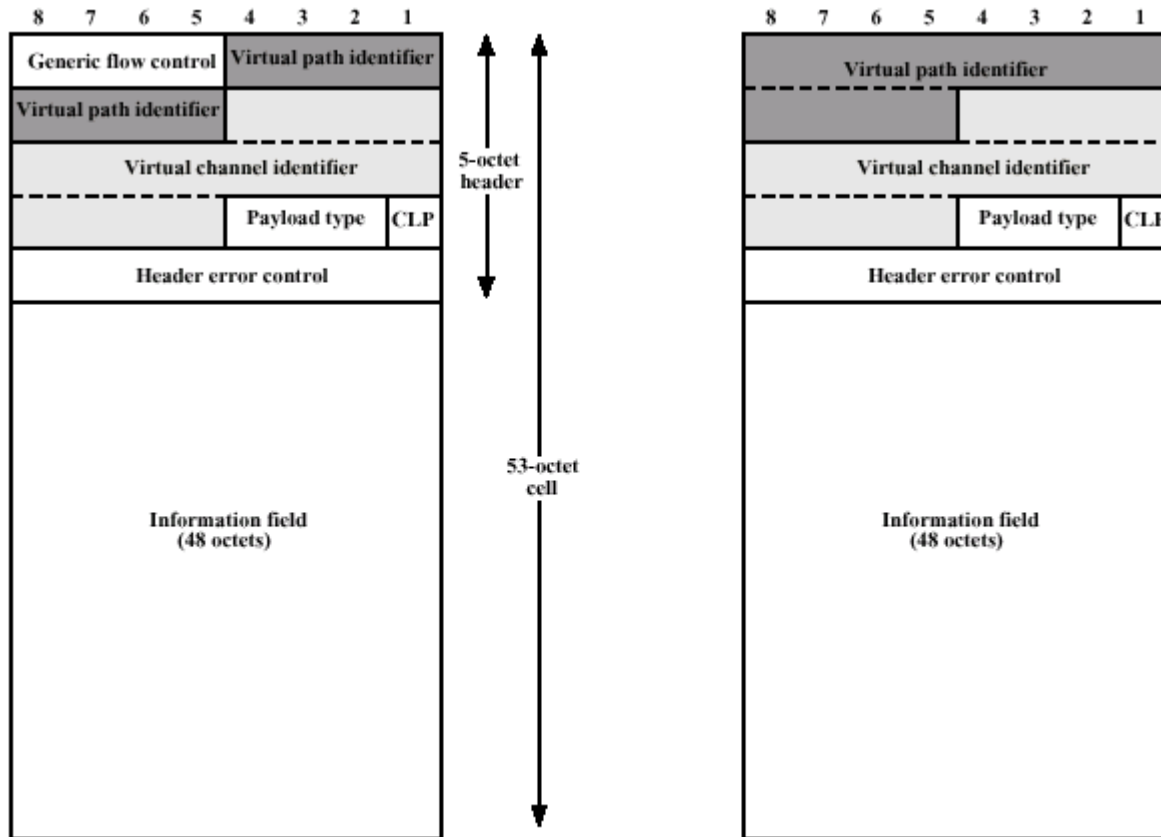 8 7 6 5 4 3 2 1
Generic flow control
Virtual path identifier
Virtual path identifier
Virtual channel identifier
Payload type
CLP
Header error control
Information field
(48 octets)
5-octet
header
53-octet
cell
8 7 6 5 4 3 2 1
Virtual path identifier
Virtual channel identifier
Payload type
CLP
Header error control
Information field
(48 octets)